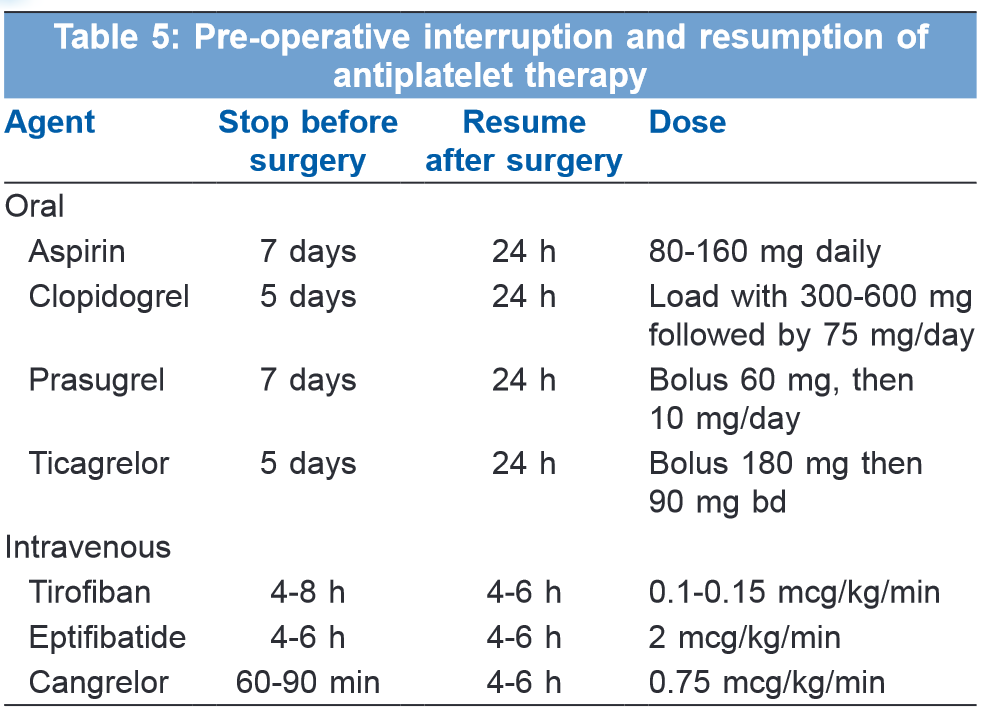 Table 5: Pre-operative interruption and resumption of
antiplatelet therapy
Agent Stop before surgery Resume after surgery Dose
Oral
Aspirin 7 days 24 h 80-160 mg daily
Clopidogrel 5 days 24 h Load with 300-600 mg
followed by 75 mg/day
Prasugrel 7 days 24 h Bolus 60 mg, then
10 mg/day
Ticagrelor 5 days 24 h Bolus 180 mg then
90 mg bd
Intravenous
Tirofiban 4-8 h 4-6 h 0.1-0.15 mcg/kg/min
Eptifibatide 4-6 h 4-6 h 2 mcg/kg/min
Cangrelor 60-90 min 4-6 h 0.75 mcg/kg/min